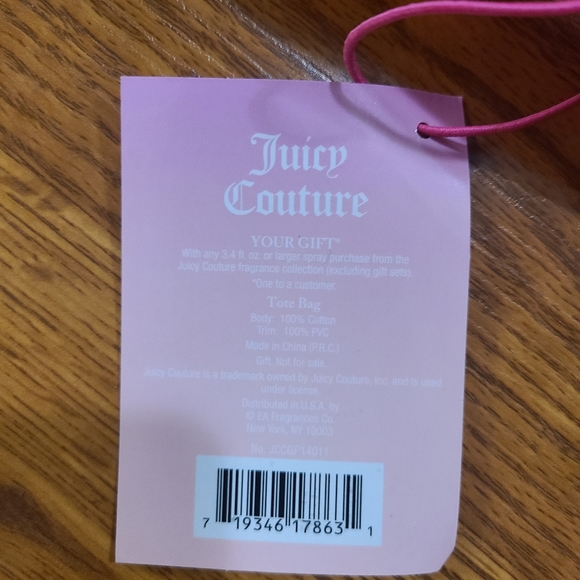 Juicy
Couture
YOUR GIFT*
With any 3.4 fl. oz. or larger spray purchase from the
Juicy Couture fragrance collection (excluding gift sets).
*One to a customer.
Tote Bag
Body: 100% Cotton
Trim: 100% PVC
Made in China (P.R.C.)
Gift. Not for sale.
Juicy Couture is a trademark owned by Juicy Couture, Inc. and is used
under license.
Distributed in U.S.A. by
© EA Fragrances Co.
New York, NY 10003
No.
7 19346 17863 1